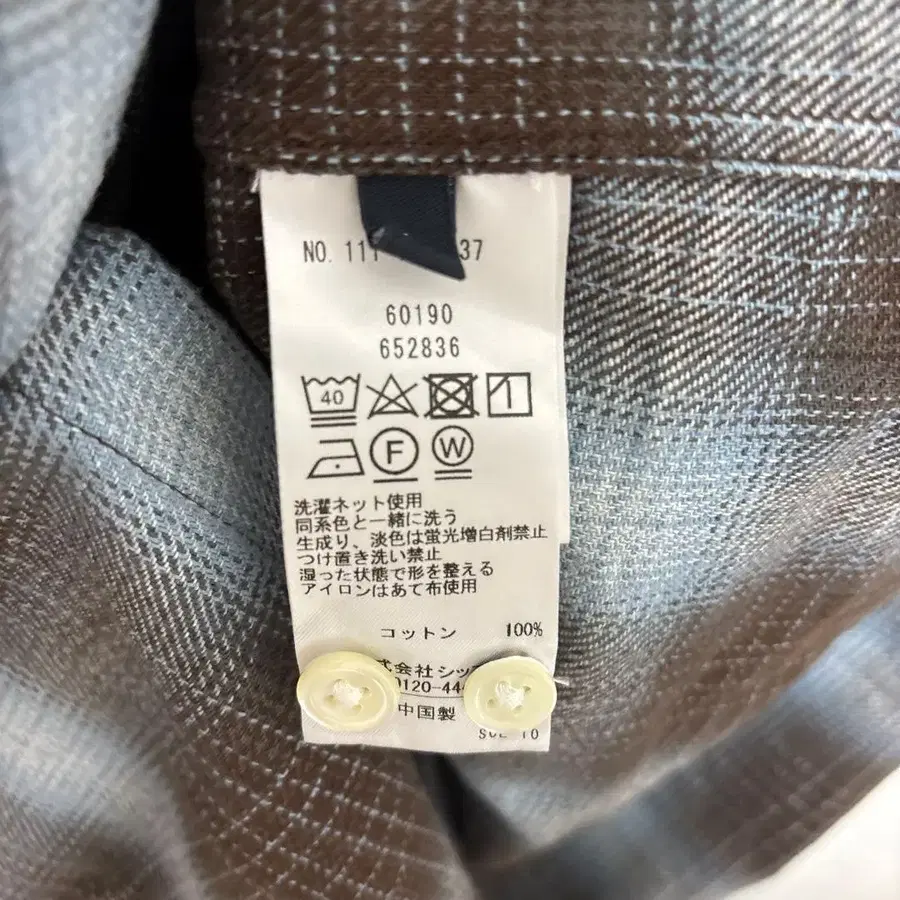 NO. 111 37
60190
652836
40
F
W
洗濯ネット使用
同系色と一緒に洗う
生成り、淡色は蛍光増白剤禁止
つけ置き洗い禁止
湿った状態で形を整える
アイロンはあて布使用
コットン 100%
式会社シッ
0120-44
中国製